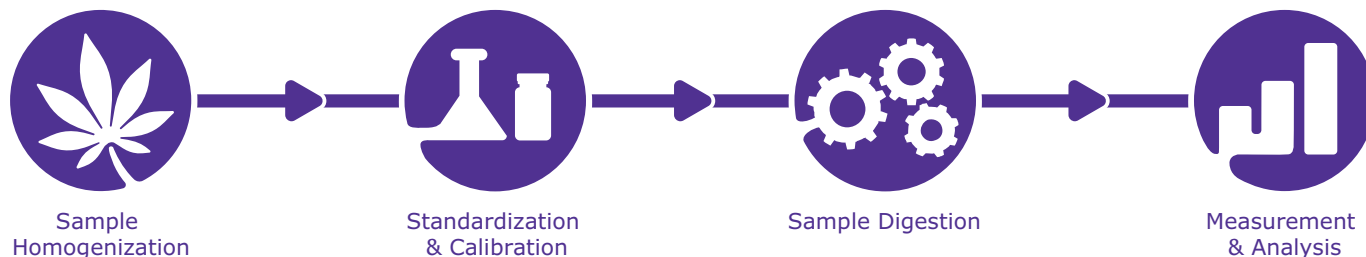 Sample
Homogenization
Standardization
& Calibration
Sample Digestion
Measurement
& Analysis